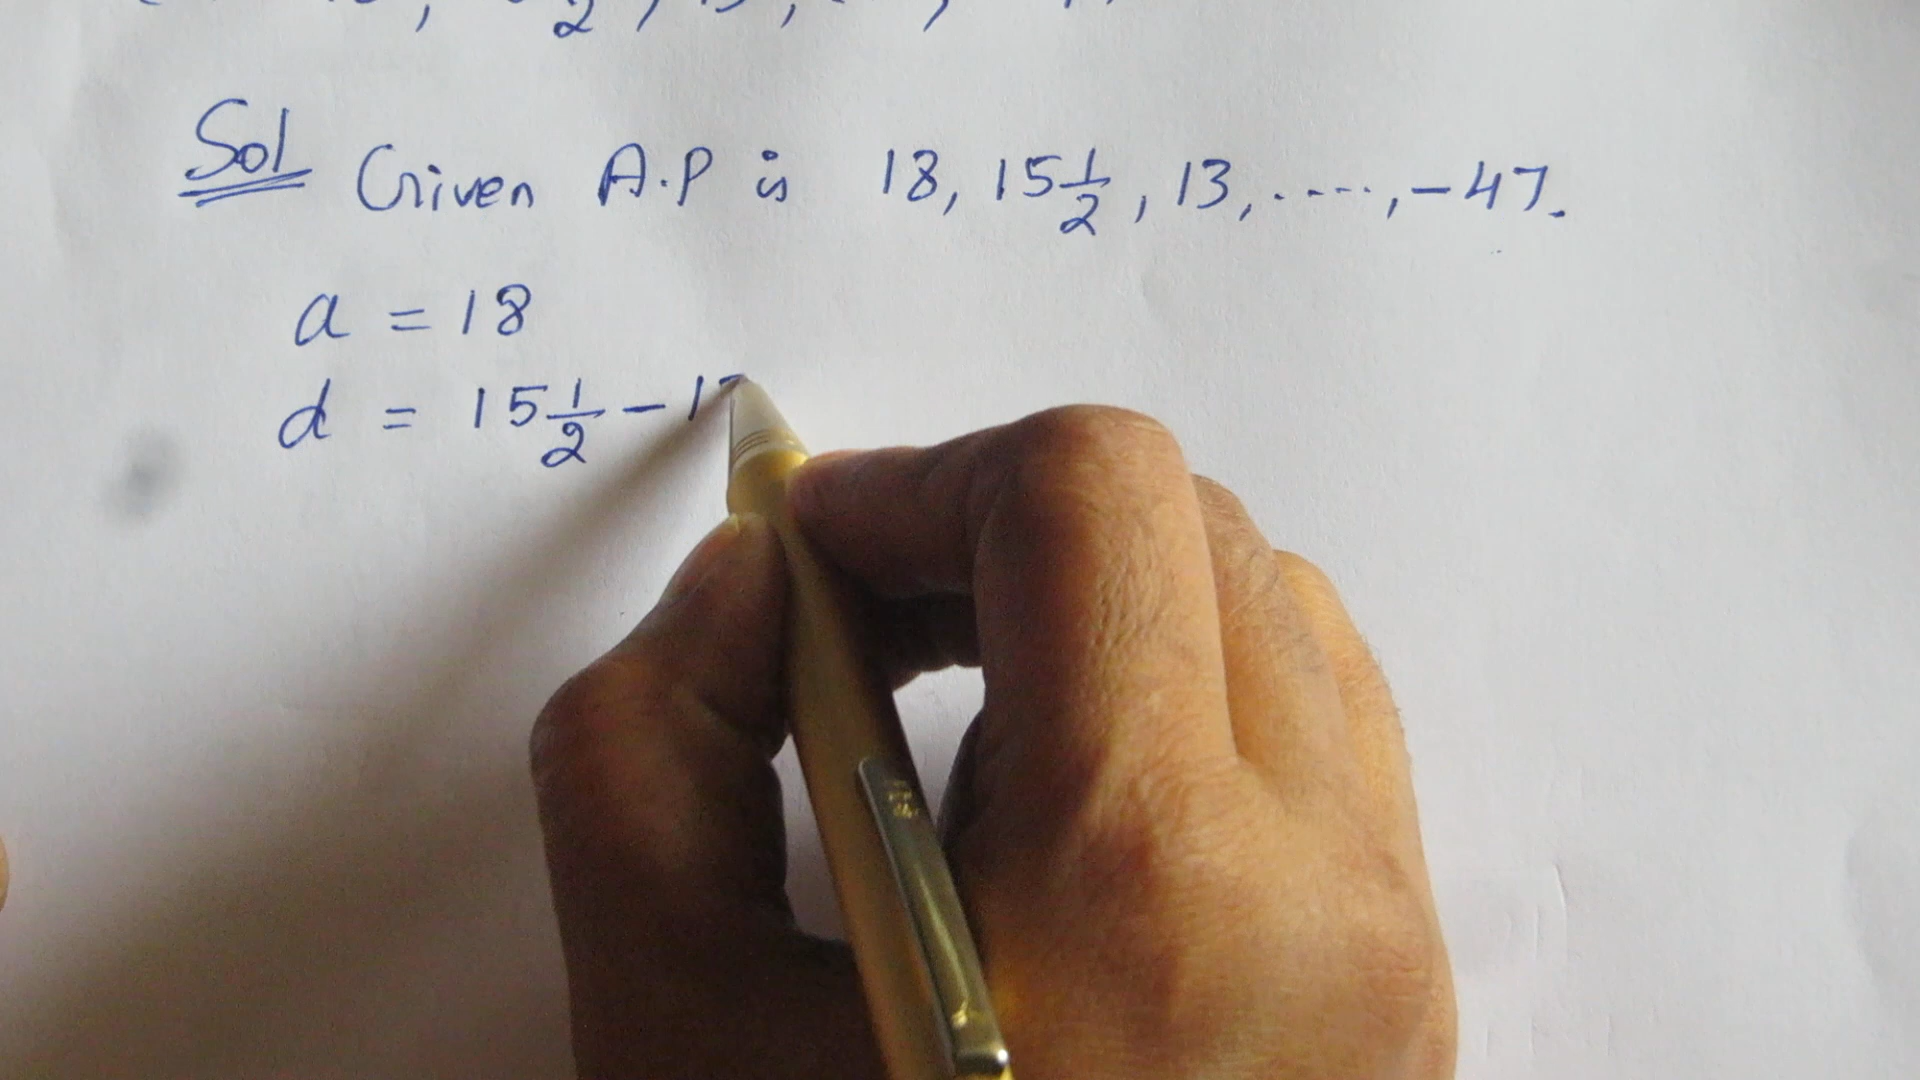 Sol Given A.P is 18, 15 1/2, 13, ....., -47.
a = 18
d = 15 1/2 - 1